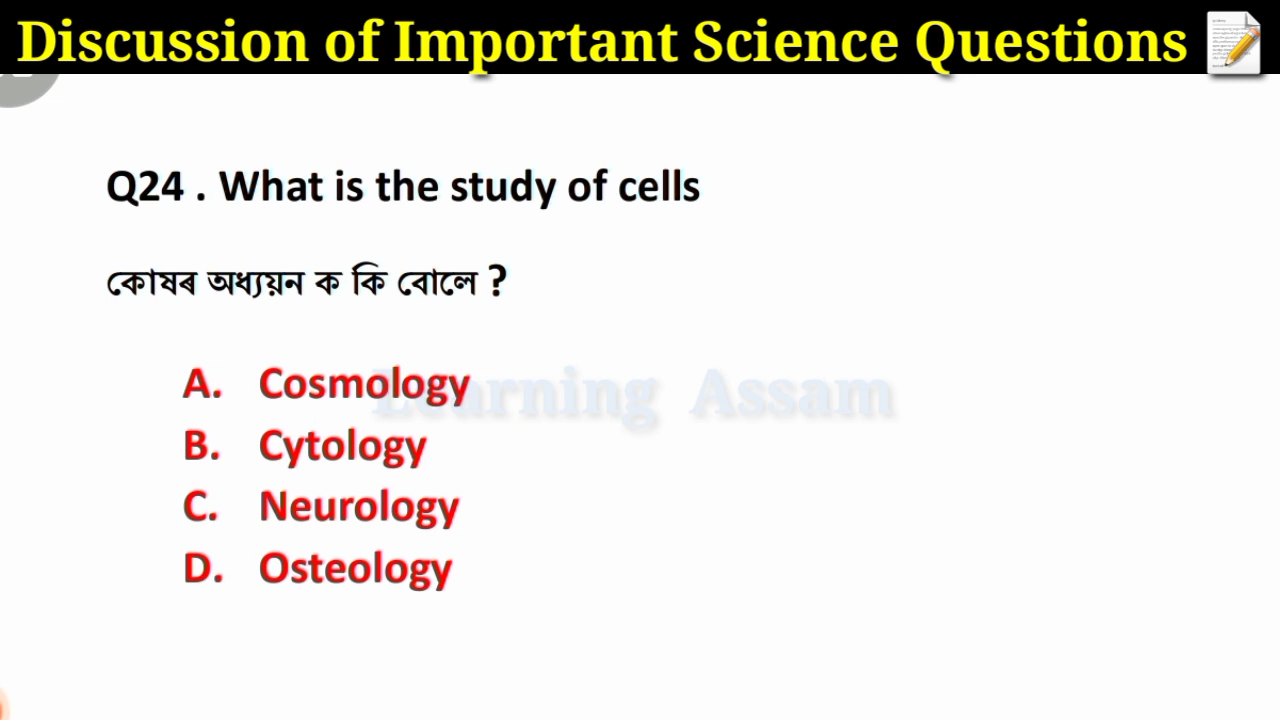 Discussion of Important Science Questions
Q24 . What is the study of cells
কোষৰ অধ্যয়ন ক কি বোলে ?
Learning Assam
A. Cosmology
B. Cytology
C. Neurology
D. Osteology